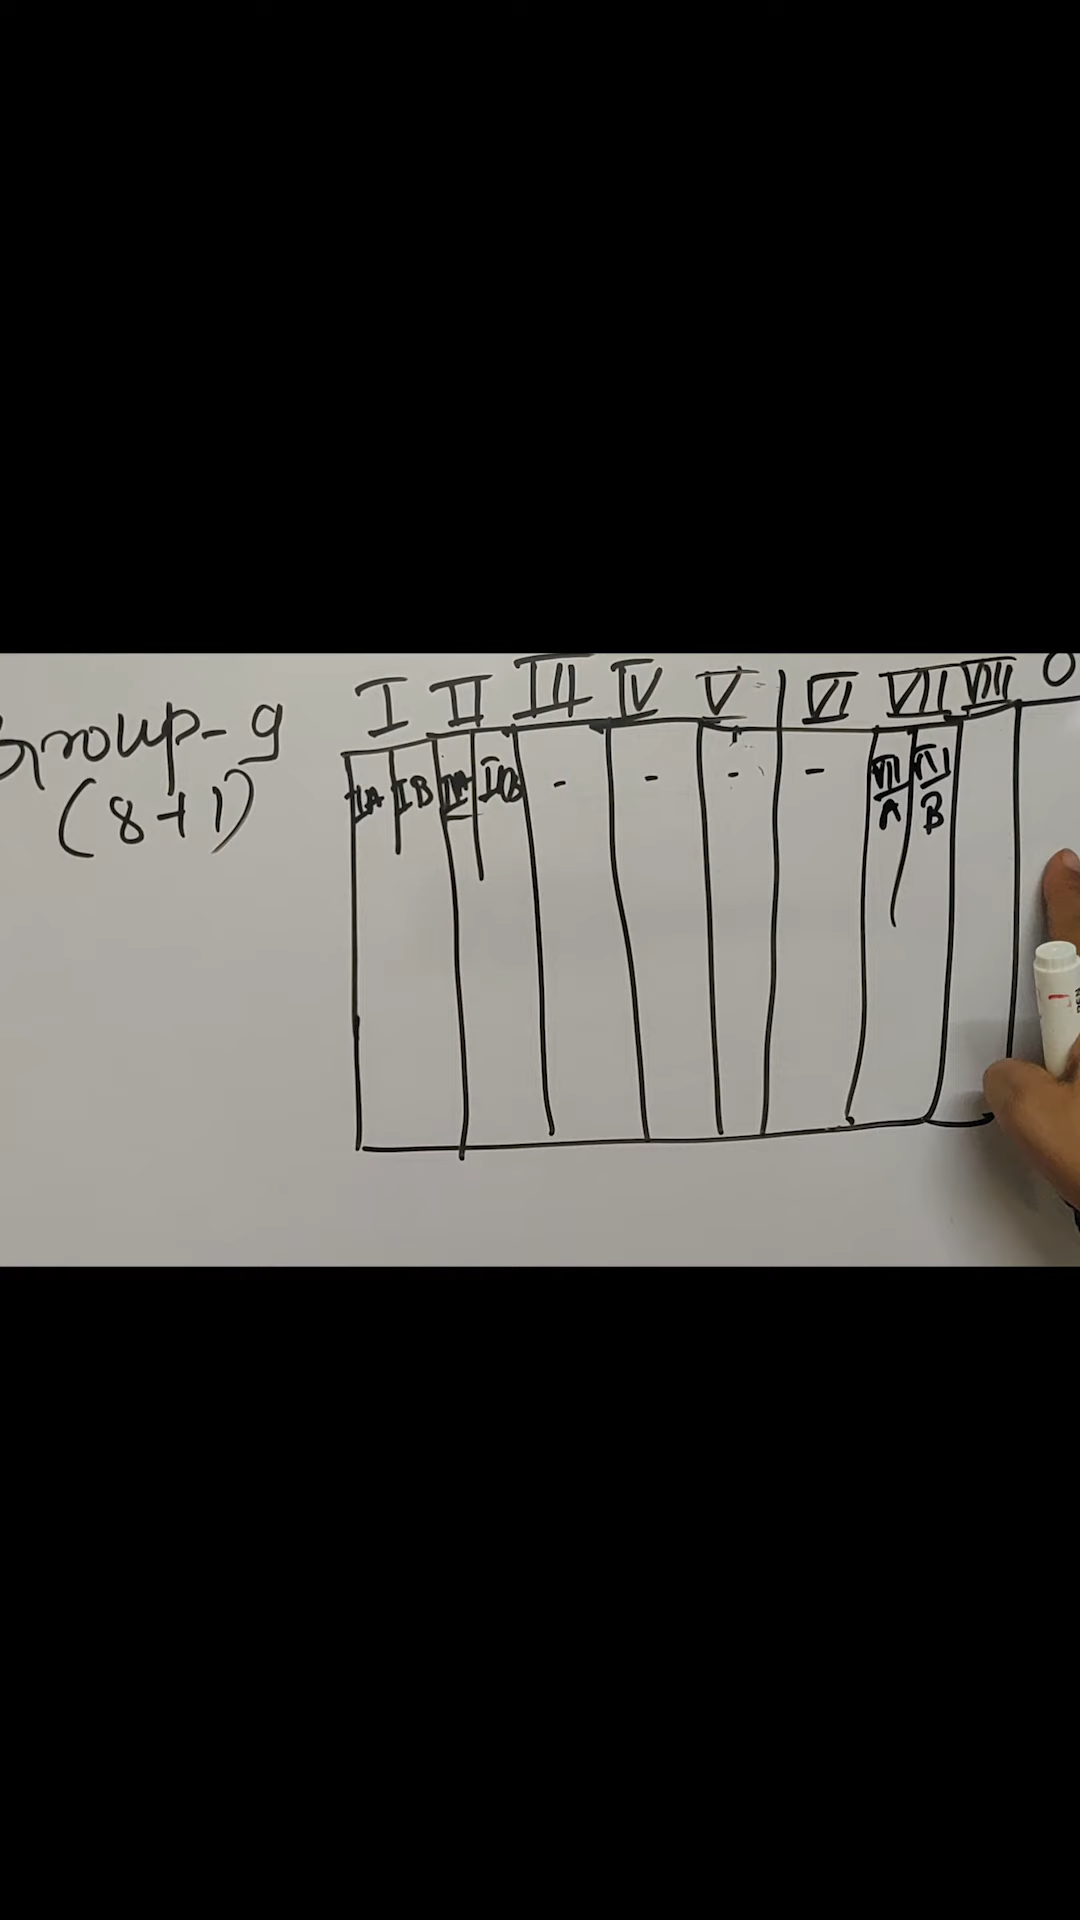 Group-9
(8+1)
I II III IV V VI VII VIII 0
IA IB IIA IIB - - - - VII/A VII/B